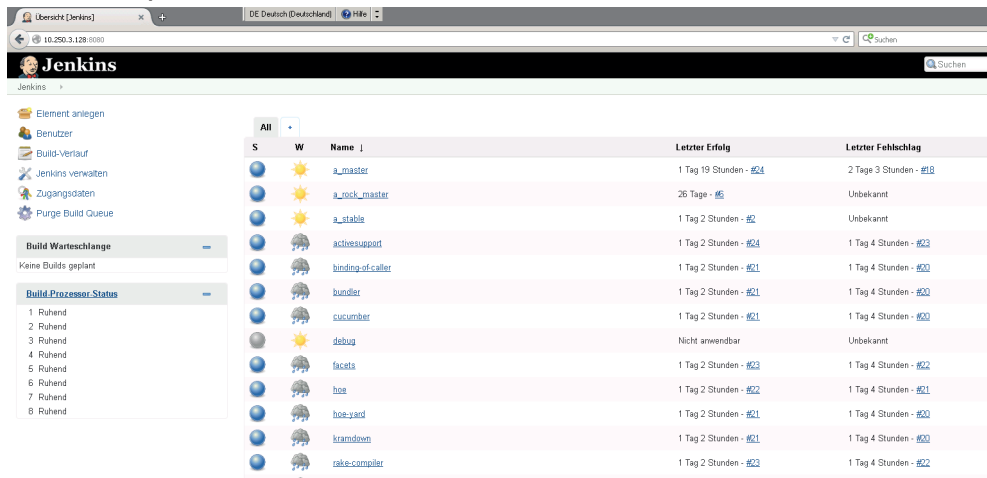 Übersicht [Jenkins]
DE Deutsch (Deutschland) Hilfe
10.250.3.128:8080
Suchen
Jenkins
Suchen
Jenkins
Element anlegen
Benutzer
Build-Verlauf
Jenkins verwalten
Zugangsdaten
Purge Build Queue
Build Warteschlange
Keine Builds geplant
Build-Prozessor-Status
1 Ruhend
2 Ruhend
3 Ruhend
4 Ruhend
5 Ruhend
6 Ruhend
7 Ruhend
8 Ruhend
All +
S W Name ↓ Letzter Erfolg Letzter Fehlschlag
a_master 1 Tag 19 Stunden - #24 2 Tage 3 Stunden - #18
a_rock_master 26 Tage - #6 Unbekannt
a_stable 1 Tag 2 Stunden - #2 Unbekannt
activesupport 1 Tag 2 Stunden - #24 1 Tag 4 Stunden - #23
binding-of-caller 1 Tag 2 Stunden - #21 1 Tag 4 Stunden - #20
bundler 1 Tag 2 Stunden - #21 1 Tag 4 Stunden - #20
cucumber 1 Tag 2 Stunden - #21 1 Tag 4 Stunden - #20
debug Nicht anwendbar Unbekannt
facets 1 Tag 2 Stunden - #23 1 Tag 4 Stunden - #22
hoe 1 Tag 2 Stunden - #22 1 Tag 4 Stunden - #21
hoe-yard 1 Tag 2 Stunden - #21 1 Tag 4 Stunden - #20
kramdown 1 Tag 2 Stunden - #21 1 Tag 4 Stunden - #20
rake-compiler 1 Tag 2 Stunden - #23 1 Tag 4 Stunden - #22